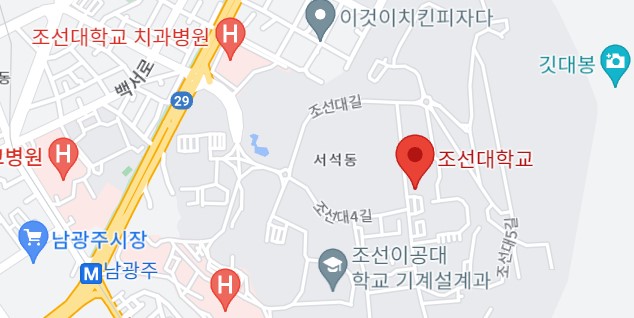 이것이치킨피자다
조선대학교 치과병원
H
깃대봉
동
백서로
29
조선대길
H
병원
서석동
조선대학교
조선대4길
남광주시장
조선대5길
M
남광주
조선이공대
학교 기계설계과
H